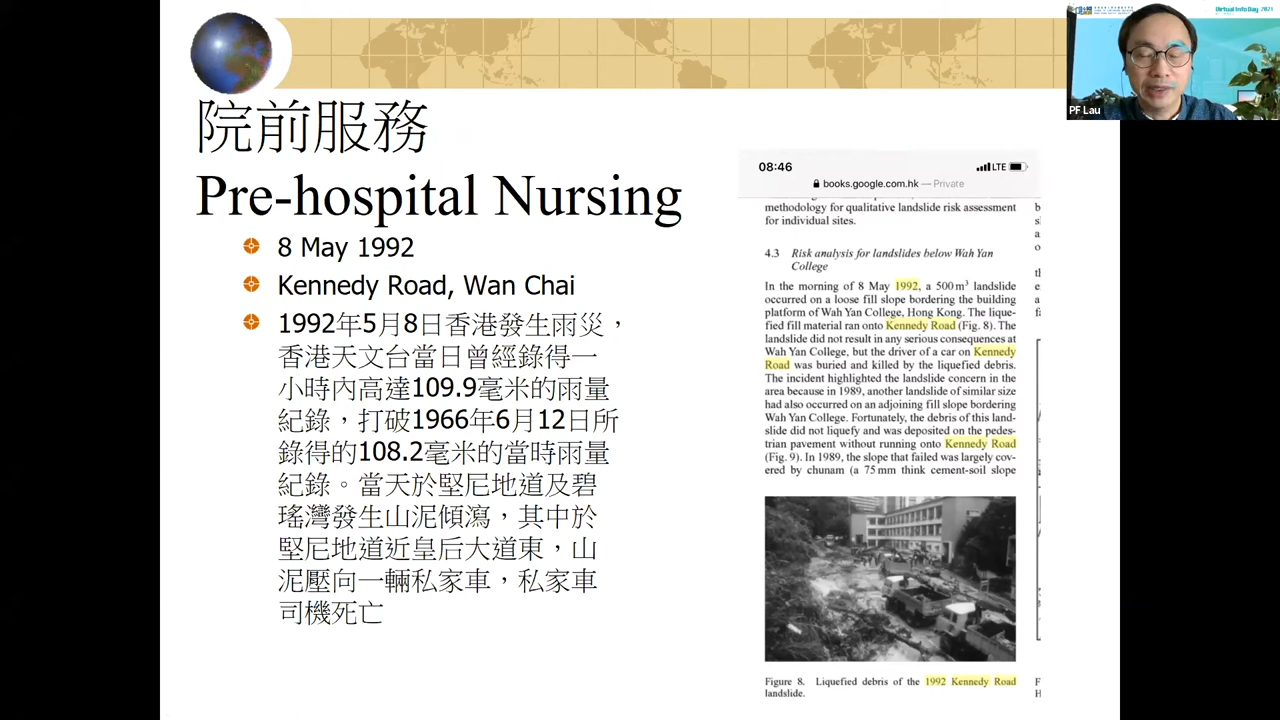 Virtual Info Day 2021
PF Lau
院前服務
Pre-hospital Nursing
8 May 1992
Kennedy Road, Wan Chai
1992年5月8日香港發生雨災，
香港天文台當日曾經錄得一
小時內高達109.9毫米的雨量
紀錄，打破1966年6月12日所
錄得的108.2毫米的當時雨量
紀錄。當天於堅尼地道及碧
瑤灣發生山泥傾瀉，其中於
堅尼地道近皇后大道東，山
泥壓向一輛私家車，私家車
司機死亡
08:46
LTE
books.google.com.hk — Private
methodology for qualitative landslide risk assessment
for individual sites.
4.3 Risk analysis for landslides below Wah Yan
College
In the morning of 8 May 1992, a 500 m³ landslide
occurred on a loose fill slope bordering the building
platform of Wah Yan College, Hong Kong. The lique-
fied fill material ran onto Kennedy Road (Fig. 8). The
landslide did not result in any serious consequences at
Wah Yan College, but the driver of a car on Kennedy
Road was buried and killed by the liquefied debris.
The incident highlighted the landslide concern in the
area because in 1989, another landslide of similar size
had also occurred on an adjoining fill slope bordering
Wah Yan College. Fortunately, the debris of this land-
slide did not liquefy and was deposited on the pedes-
trian pavement without running onto Kennedy Road
(Fig. 9). In 1989, the slope that failed was largely cov-
ered by chunam (a 75 mm think cement-soil slope
Figure 8. Liquefied debris of the 1992 Kennedy Road
landslide.